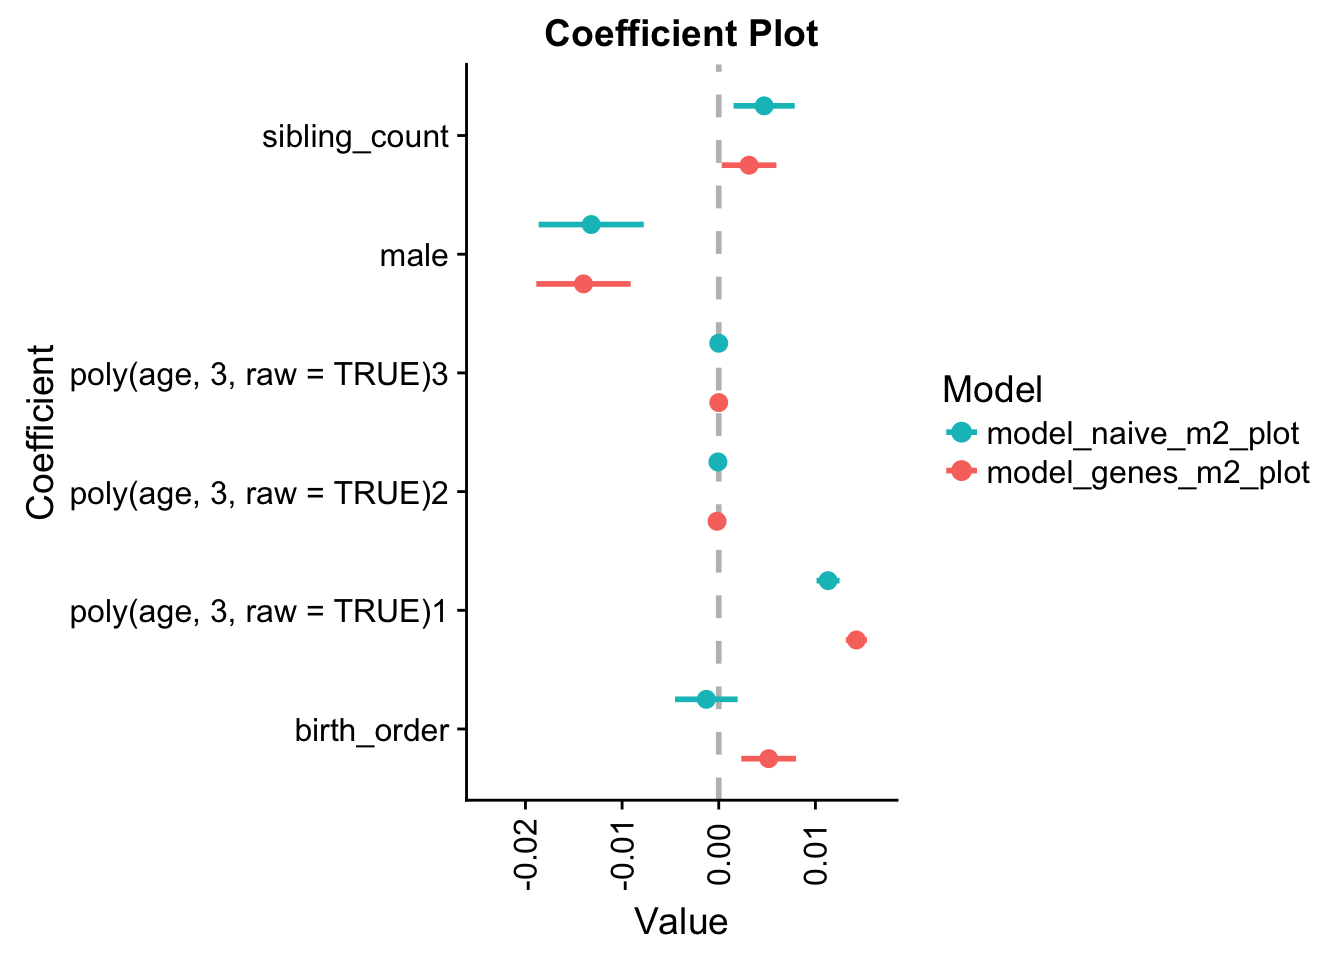 Coefficient Plot
sibling_count
male
poly(age, 3, raw = TRUE)3
poly(age, 3, raw = TRUE)2
poly(age, 3, raw = TRUE)1
birth_order
Coefficient
-0.02
-0.01
0.00
0.01
Value
Model
model_naive_m2_plot
model_genes_m2_plot